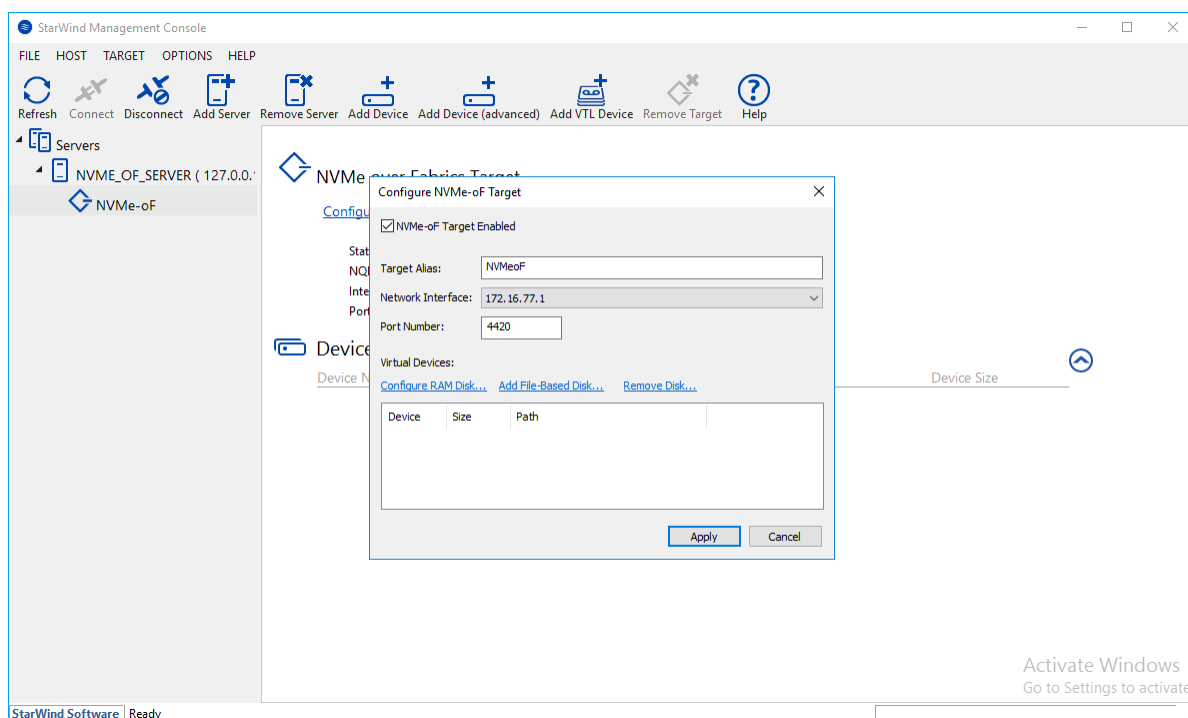 StarWind Management Console
FILE HOST TARGET OPTIONS HELP
Refresh Connect Disconnect Add Server Remove Server Add Device Add Device (advanced) Add VTL Device Remove Target Help
Servers
NVME_OF_SERVER ( 127.0.0.
NVMe-oF
NVMe over Fabrics Target
Configu
Stat
NQ
Inte
Port
Device
Device N
Device Size
Configure NVMe-oF Target
NVMe-oF Target Enabled
Target Alias: NVMeoF
Network Interface: 172.16.77.1
Port Number: 4420
Virtual Devices:
Configure RAM Disk... Add File-Based Disk... Remove Disk...
Device Size Path
Apply Cancel
Activate Windows
Go to Settings to activate
StarWind Software Ready